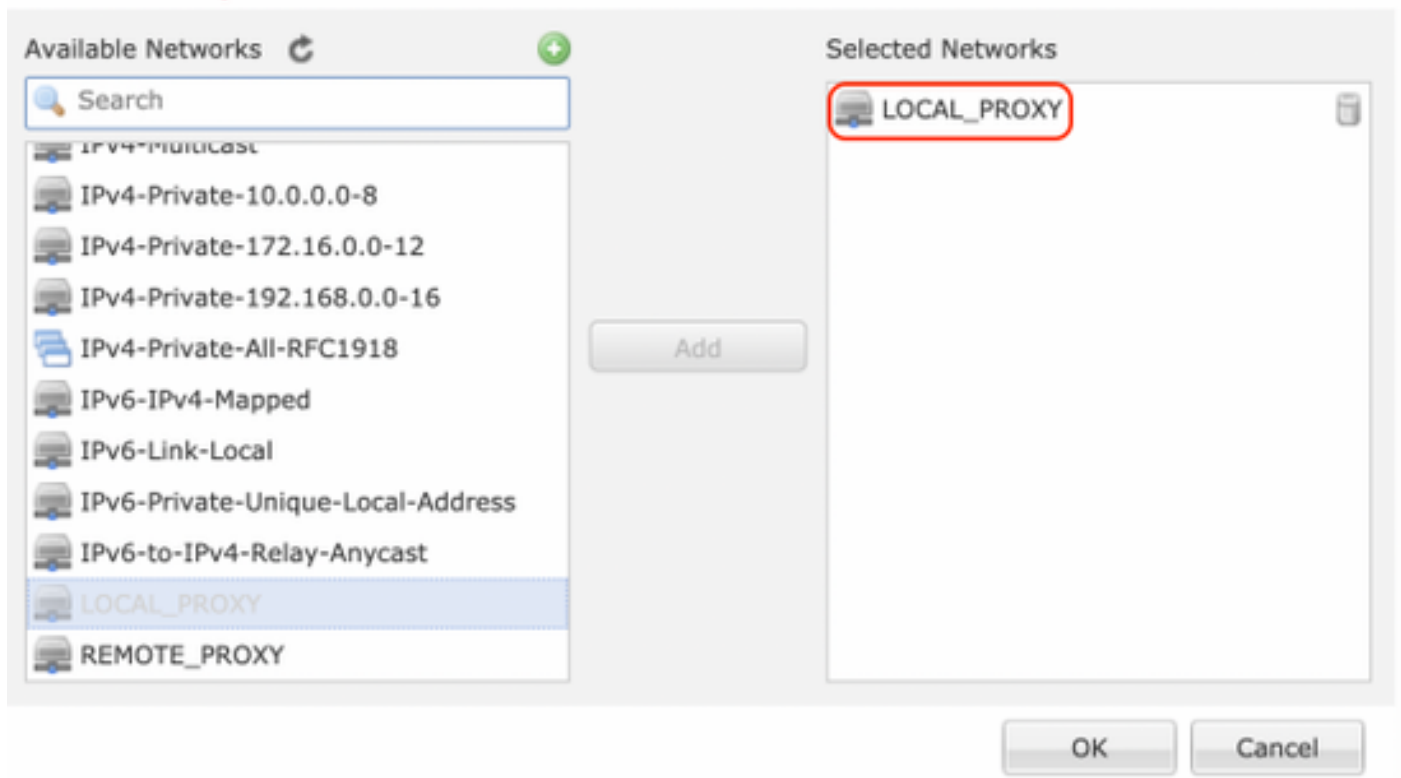 Available Networks
Search
IPv4-Multicast
IPv4-Private-10.0.0.0-8
IPv4-Private-172.16.0.0-12
IPv4-Private-192.168.0.0-16
IPv4-Private-All-RFC1918
IPv6-IPv4-Mapped
IPv6-Link-Local
IPv6-Private-Unique-Local-Address
IPv6-to-IPv4-Relay-Anycast
LOCAL_PROXY
REMOTE_PROXY
Add
Selected Networks
LOCAL_PROXY
OK
Cancel